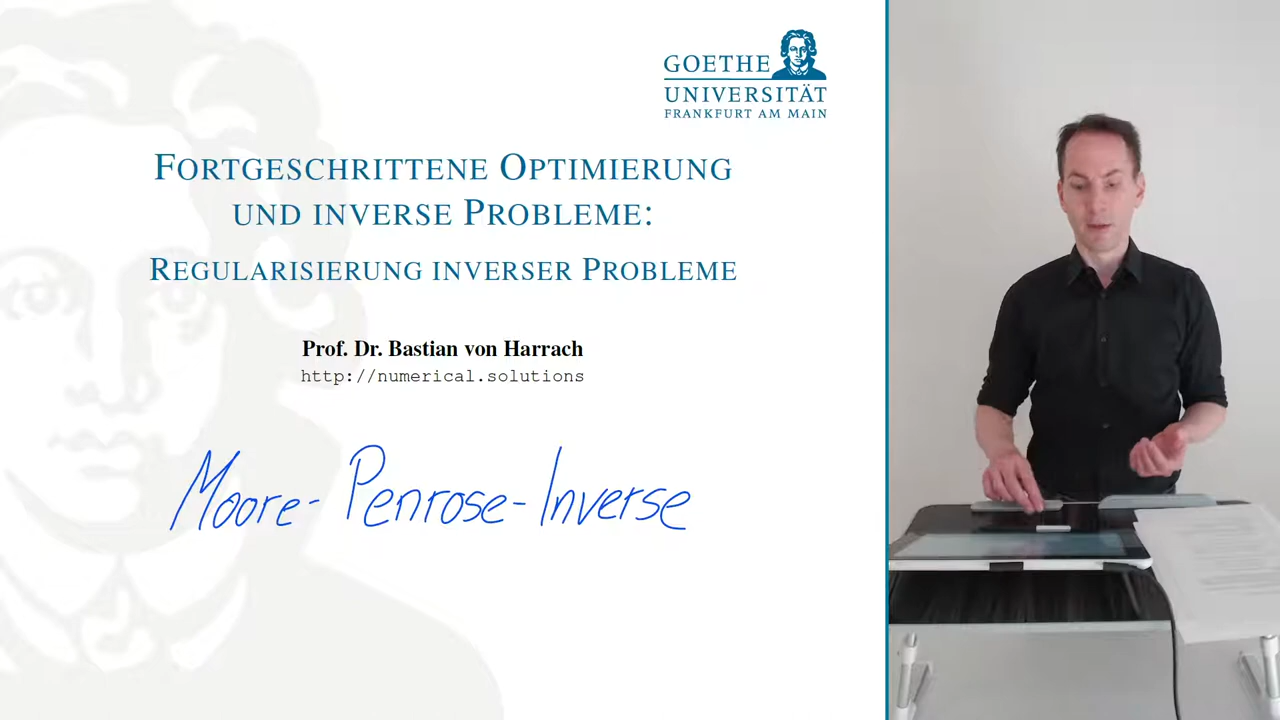 GOETHE
UNIVERSITÄT
FRANKFURT AM MAIN
FORTGESCHRITTENE OPTIMIERUNG
UND INVERSE PROBLEME:
REGULARISIERUNG INVERSER PROBLEME
Prof. Dr. Bastian von Harrach
http://numerical.solutions
Moore-Penrose-Inverse